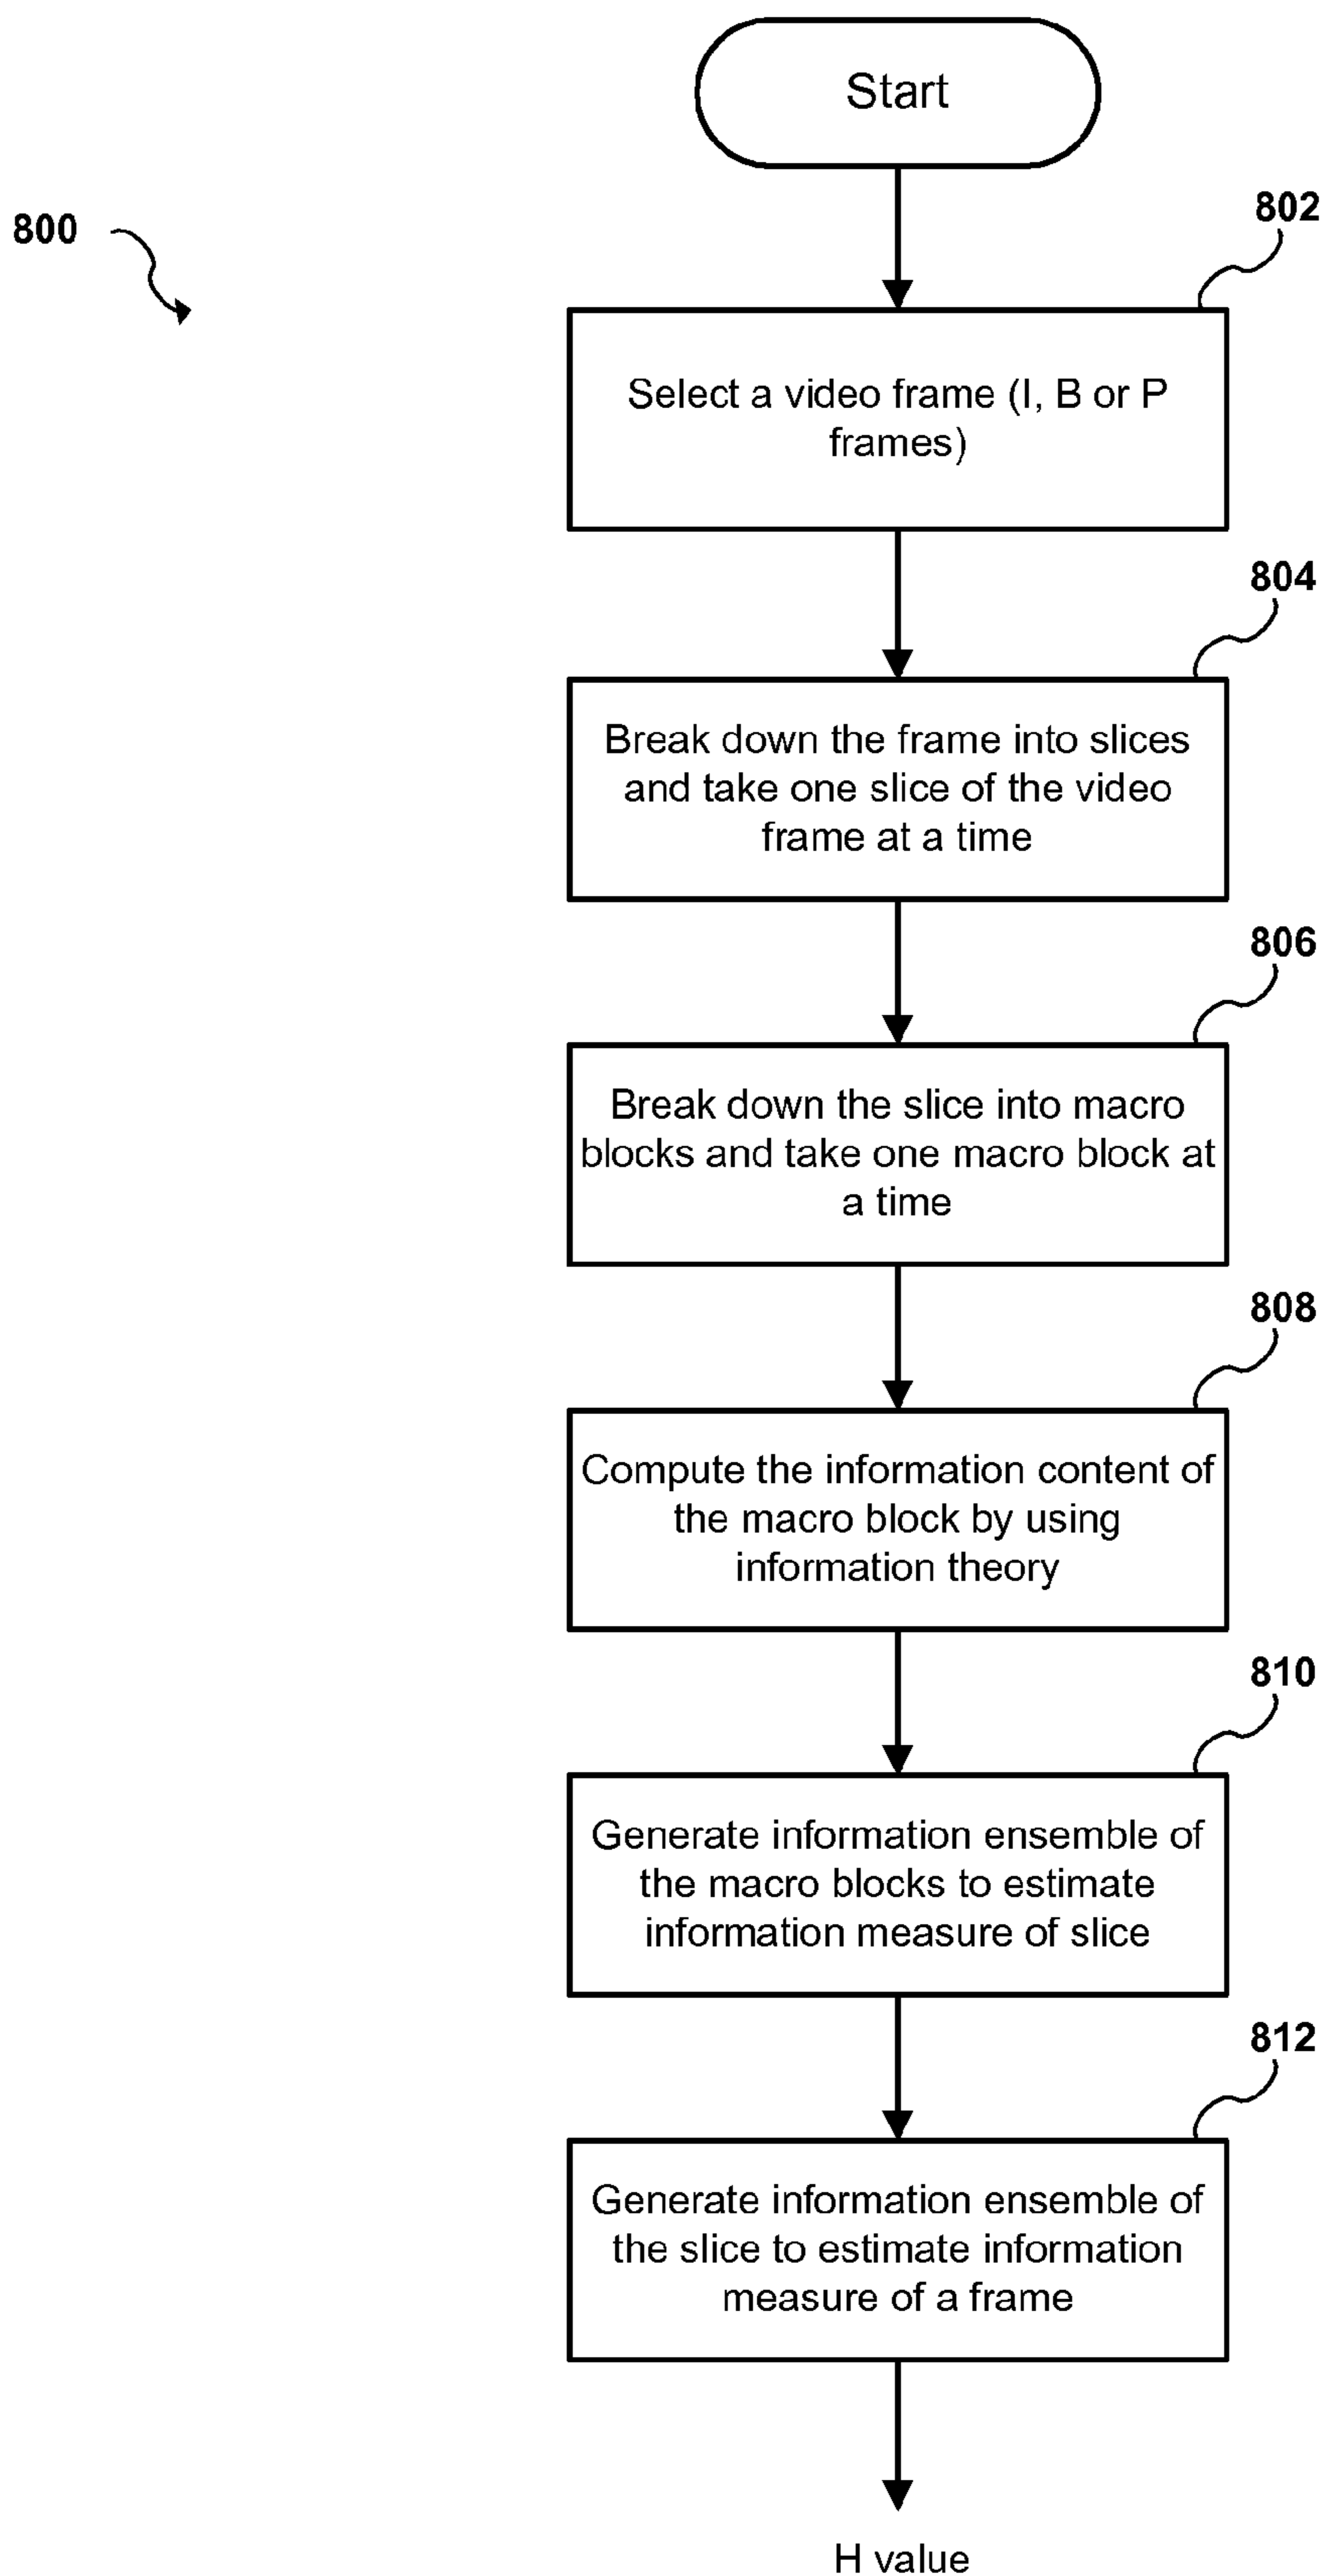 Start
800
802
Select a video frame (I, B or P
frames)
804
Break down the frame into slices
and take one slice of the video
frame at a time
806
Break down the slice into macro
blocks and take one macro block at
a time
808
Compute the information content of
the macro block by using
information theory
810
Generate information ensemble of
the macro blocks to estimate
information measure of slice
812
Generate information ensemble of
the slice to estimate information
measure of a frame
H value